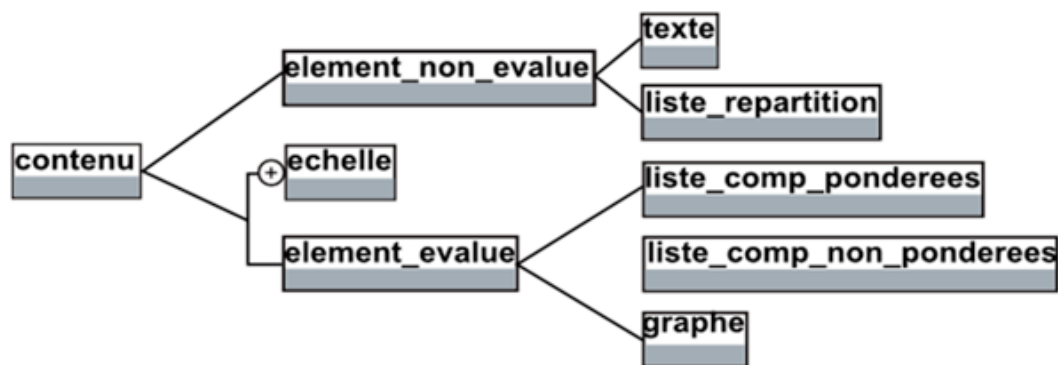 texte
element_non_evalue
liste_repartition
contenu
echelle
liste_comp_ponderees
element_evalue
liste_comp_non_ponderees
graphe